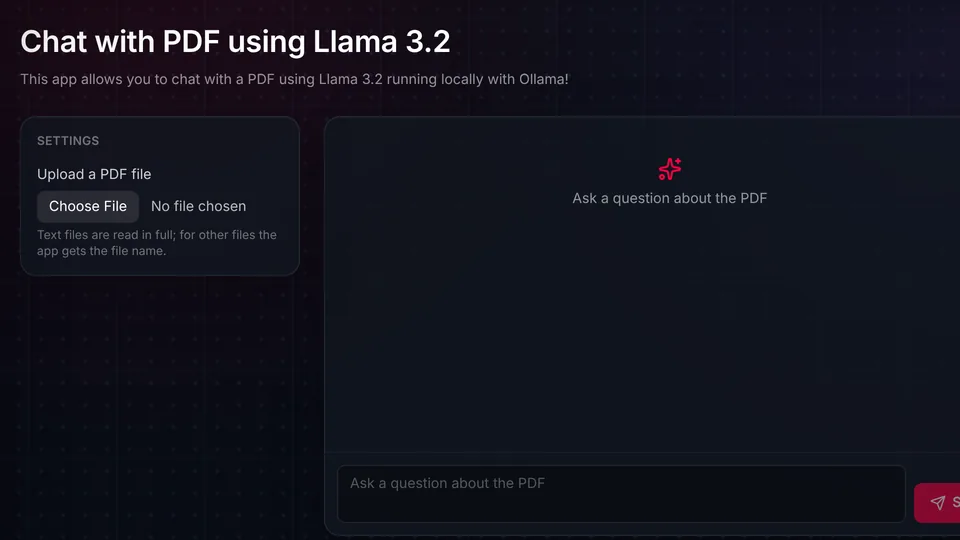 Chat with PDF using Llama 3.2
This app allows you to chat with a PDF using Llama 3.2 running locally with Ollama!
SETTINGS
Upload a PDF file
Choose File No file chosen
Text files are read in full; for other files the
app gets the file name.
Ask a question about the PDF
Ask a question about the PDF